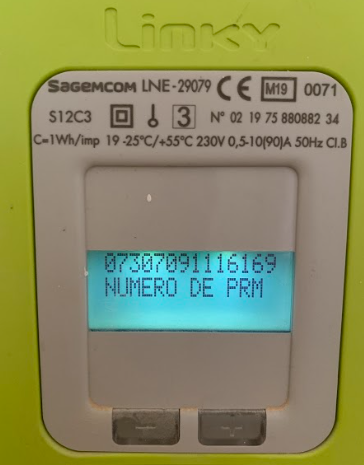 Linky
SAGEMCOM LNE-29079 CE M19 0071
S12C3 3 N° 02 19 75 880882 34
C=1Wh/imp 19 -25°C/+55°C 230V 0,5-10(90)A 50Hz Cl.B
07307091116169
NUMERO DE PRM